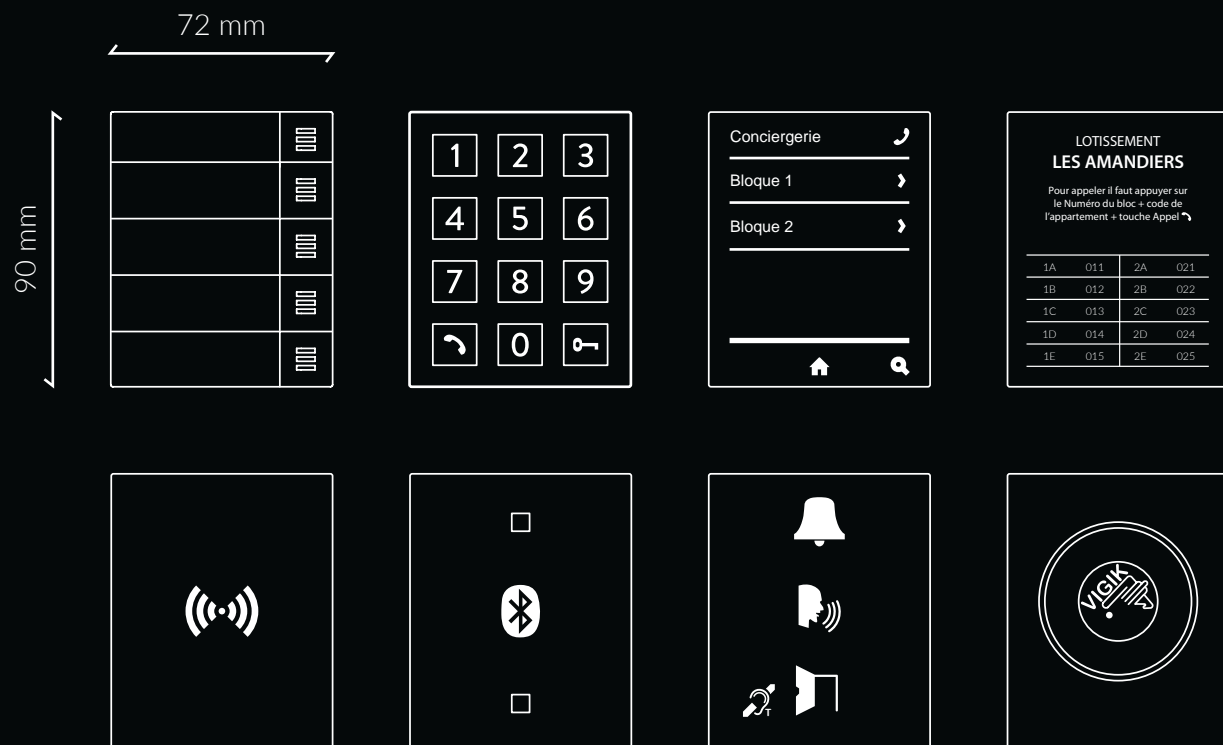 72 mm
90 mm
1 2 3
4 5 6
7 8 9
0
Conciergerie
Bloque 1
Bloque 2
LOTISSEMENT
LES AMANDIERS
Pour appeler il faut appuyer sur
le Numéro du bloc + code de
l'appartement + touche Appel
1A 011 2A 021
1B 012 2B 022
1C 013 2C 023
1D 014 2D 024
1E 015 2E 025
T
VIGIK